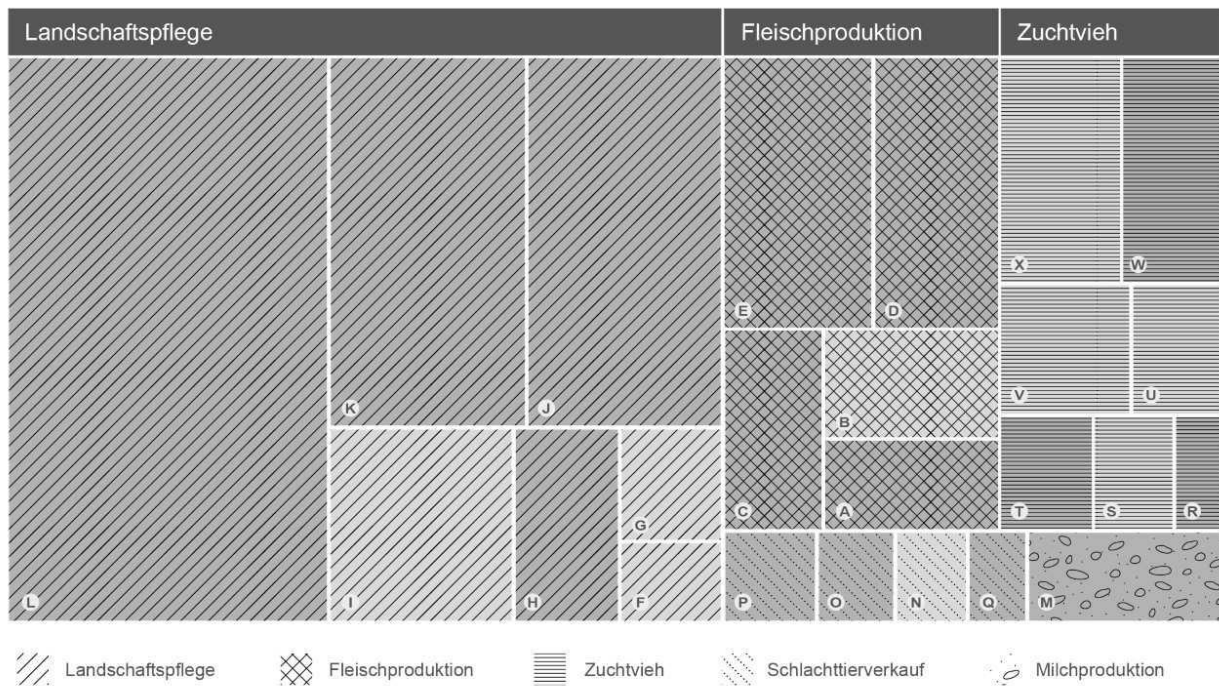 Landschaftspflege Fleischproduktion Zuchtvieh
X W
E D
K J V U
B
G
C A T S R
L I H F P O N Q M
Landschaftspflege Fleischproduktion Zuchtvieh Schlachttierverkauf Milchproduktion